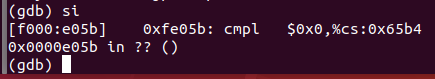 (gdb) si
[f000:e05b]    0xfe05b: cmpl   $0x0,%cs:0x65b4
0x0000e05b in ?? ()
(gdb)